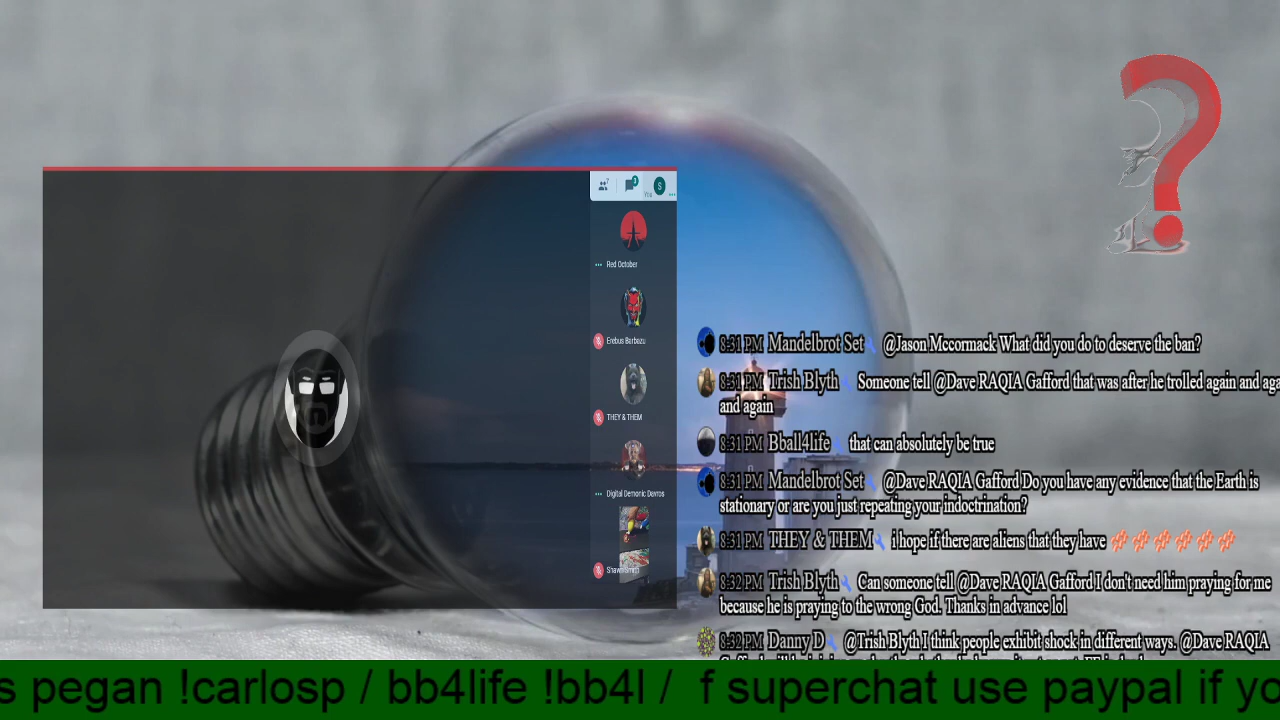 7
3
S
You
Red October
Erebus Barbazu
THEY & THEM
Digital Demonic Davros
Shawn Smith
8:31 PM Mandelbrot Set @Jason Mccormack What did you do to deserve the ban?
8:31 PM Trish Blyth Someone tell @Dave RAQIA Gafford that was after he trolled again and aga
and again
8:31 PM Bball4life that can absolutely be true
8:31 PM Mandelbrot Set @Dave RAQIA Gafford Do you have any evidence that the Earth is
stationary or are you just repeating your indoctrination?
8:31 PM THEY & THEM i hope if there are aliens that they have 🥓🥓🥓🥓🥓🥓
8:32 PM Trish Blyth Can someone tell @Dave RAQIA Gafford I don't need him praying for me
because he is praying to the wrong God. Thanks in advance lol
8:32 PM Danny D @Trish Blyth I think people exhibit shock in different ways. @Dave RAQIA
s pegan !carlosp / bb4life !bb4l / f superchat use paypal if yo